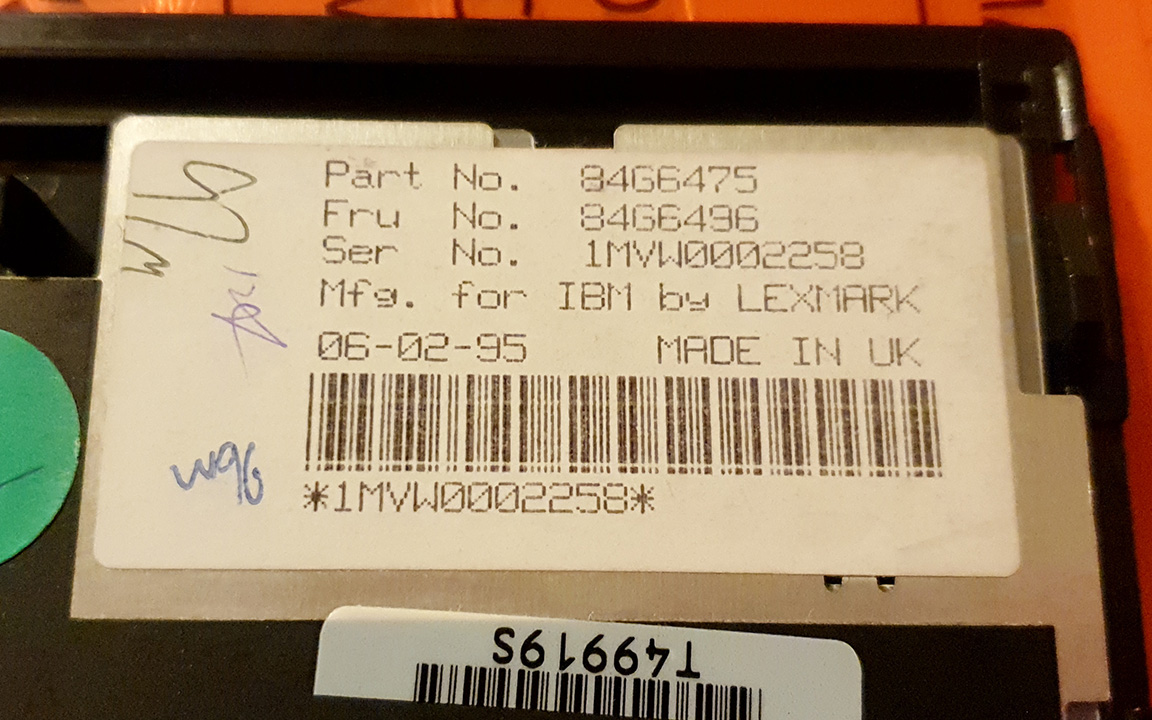 Part No. 84G6475
Fru No. 84G6496
Ser No. 1MVW0002258
Mfg. for IBM by LEXMARK
06-02-95 MADE IN UK
*1MVW0002258*
W96
T49919S